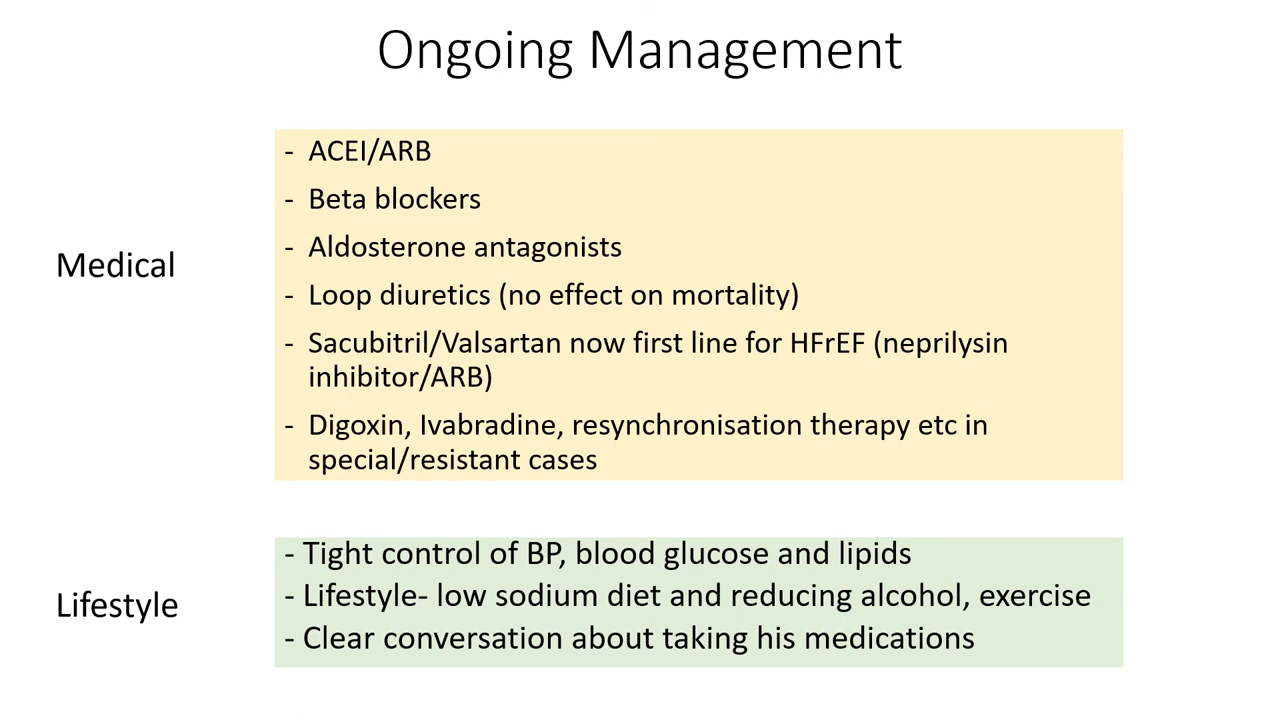 Ongoing Management
Medical
- ACEI/ARB
- Beta blockers
- Aldosterone antagonists
- Loop diuretics (no effect on mortality)
- Sacubitril/Valsartan now first line for HFrEF (neprilysin
inhibitor/ARB)
- Digoxin, Ivabradine, resynchronisation therapy etc in
special/resistant cases
Lifestyle
- Tight control of BP, blood glucose and lipids
- Lifestyle- low sodium diet and reducing alcohol, exercise
- Clear conversation about taking his medications